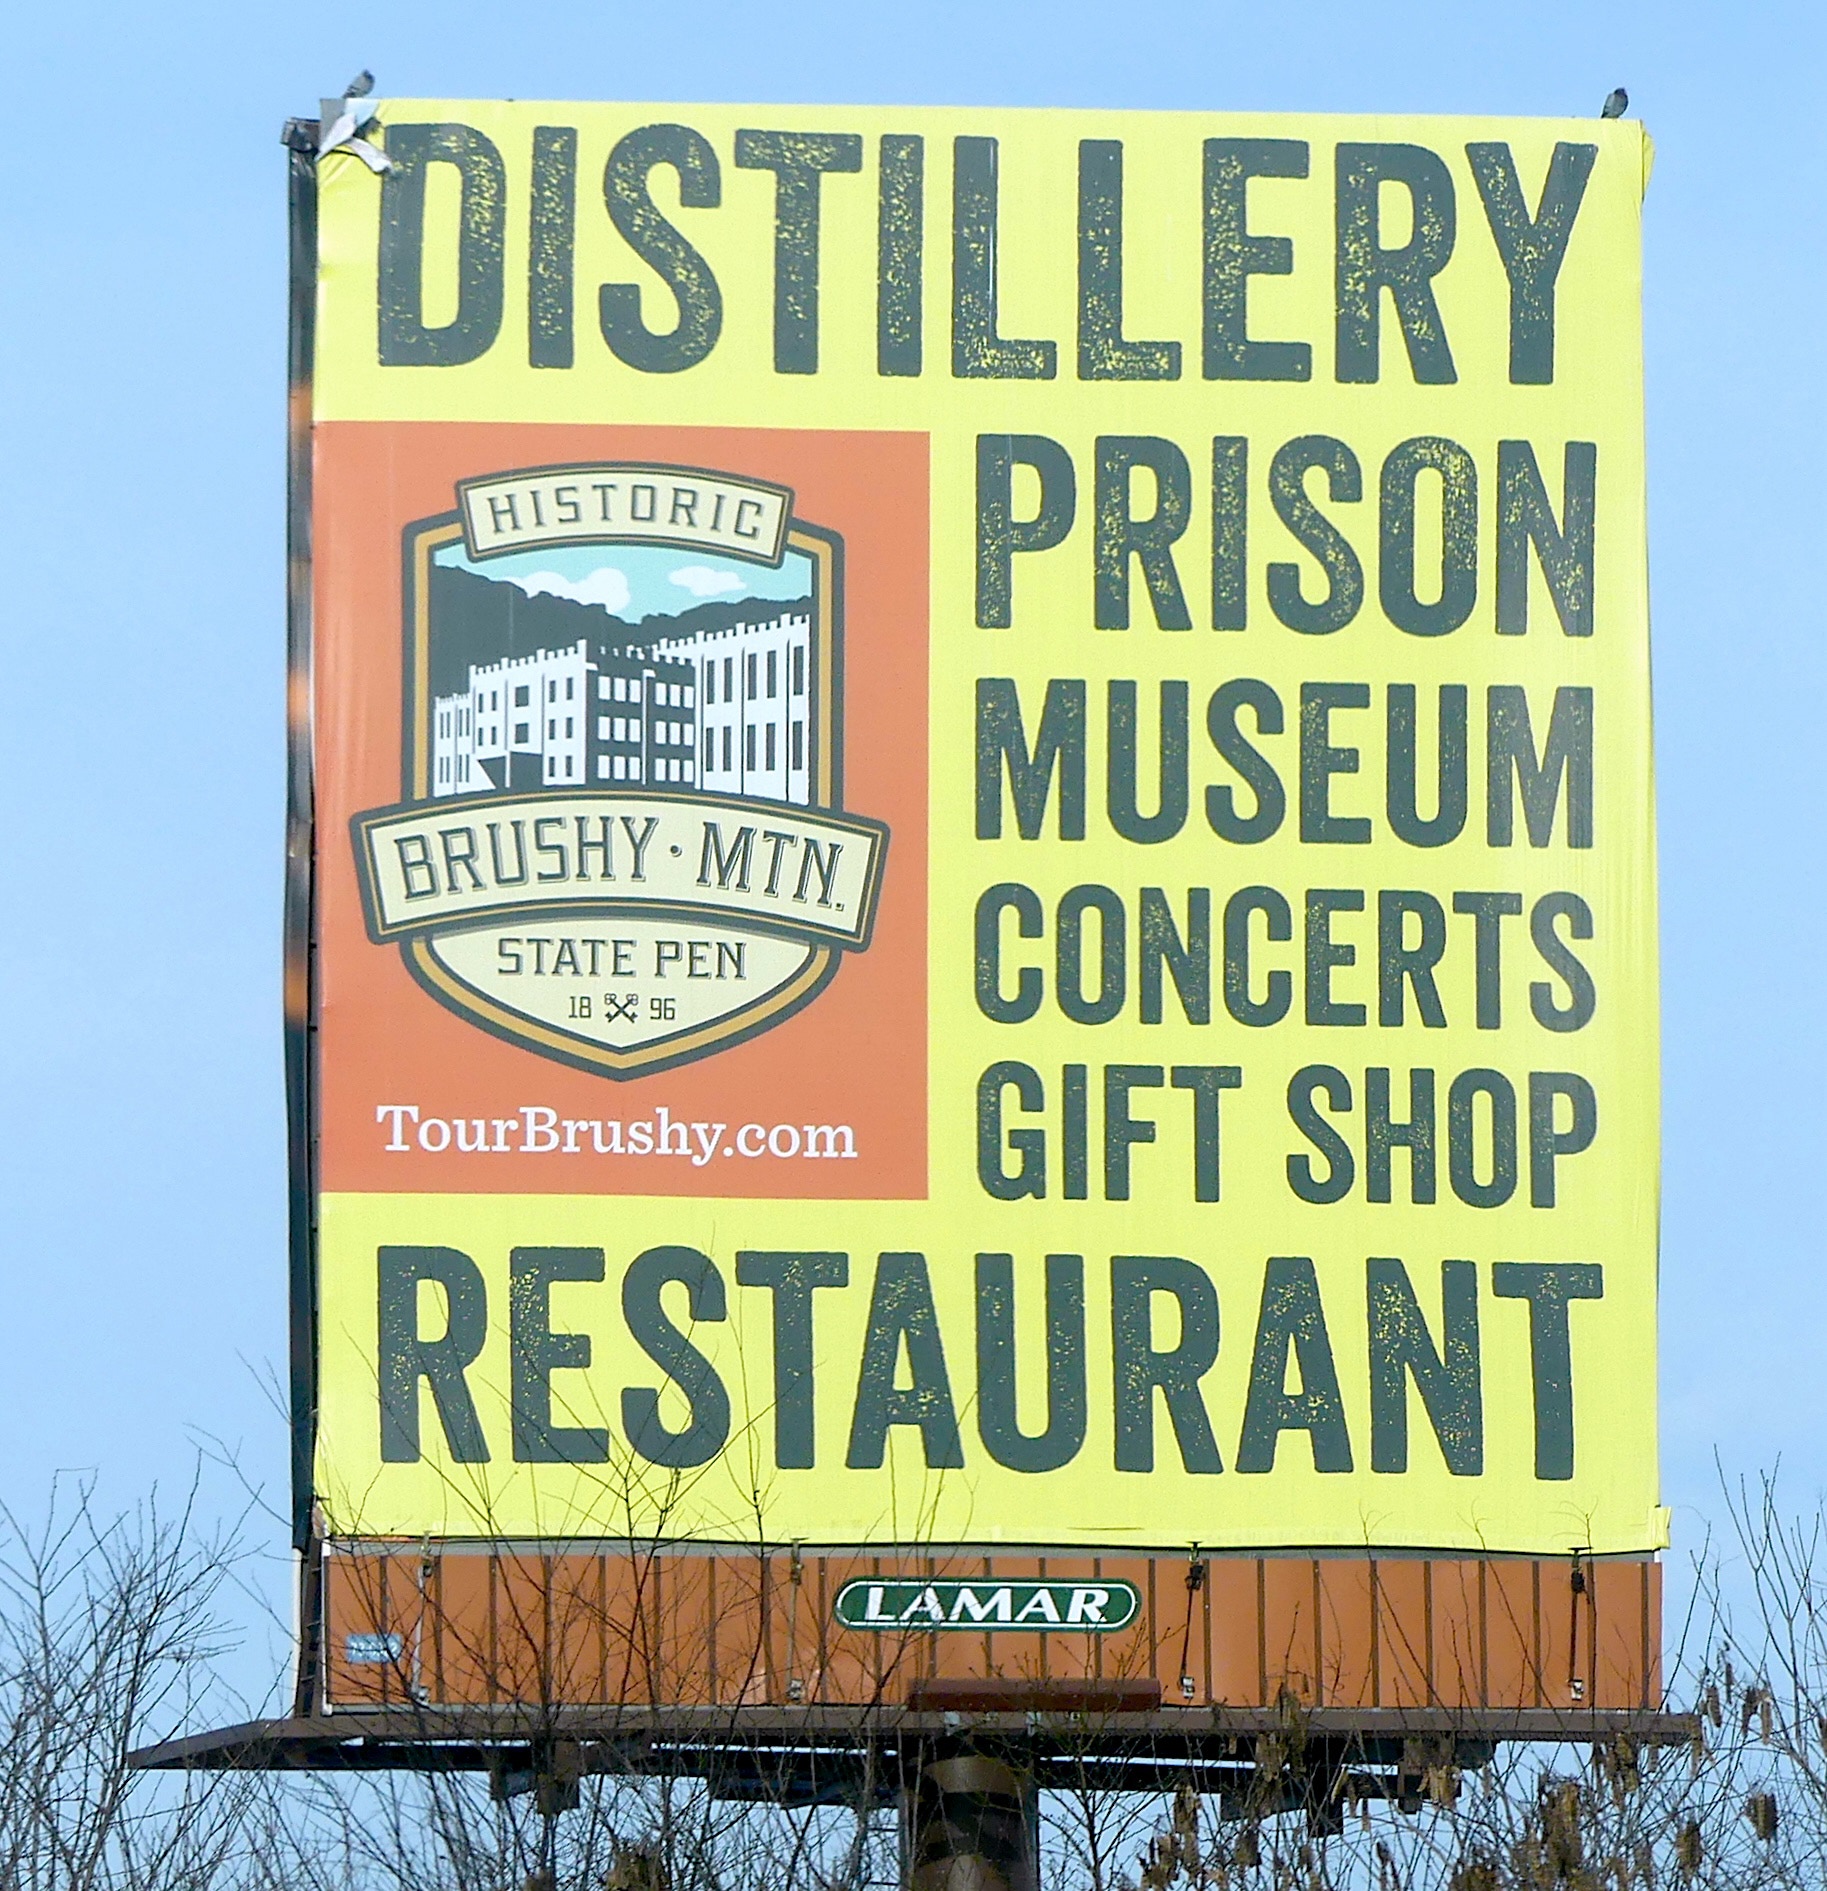 DISTILLERY
HISTORIC
BRUSHY · MTN.
STATE PEN
18 96
TourBrushy.com
PRISON
MUSEUM
CONCERTS
GIFT SHOP
RESTAURANT
LAMAR